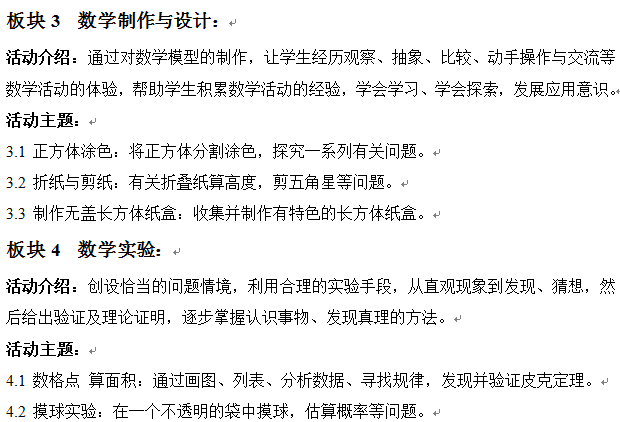 板块 3 数学制作与设计：
活动介绍：通过对数学模型的制作，让学生经历观察、抽象、比较、动手操作与交流等
数学活动的体验，帮助学生积累数学活动的经验，学会学习、学会探索，发展应用意识。
活动主题：
3.1 正方体涂色：将正方体分割涂色，探究一系列有关问题。
3.2 折纸与剪纸：有关折叠纸算高度，剪五角星等问题。
3.3 制作无盖长方体纸盒：收集并制作有特色的长方体纸盒。
板块 4 数学实验：
活动介绍：创设恰当的问题情境，利用合理的实验手段，从直观现象到发现、猜想，然
后给出验证及理论证明，逐步掌握认识事物、发现真理的方法。
活动主题：
4.1 数格点 算面积：通过画图、列表、分析数据、寻找规律，发现并验证皮克定理。
4.2 摸球实验：在一个不透明的袋中摸球，估算概率等问题。